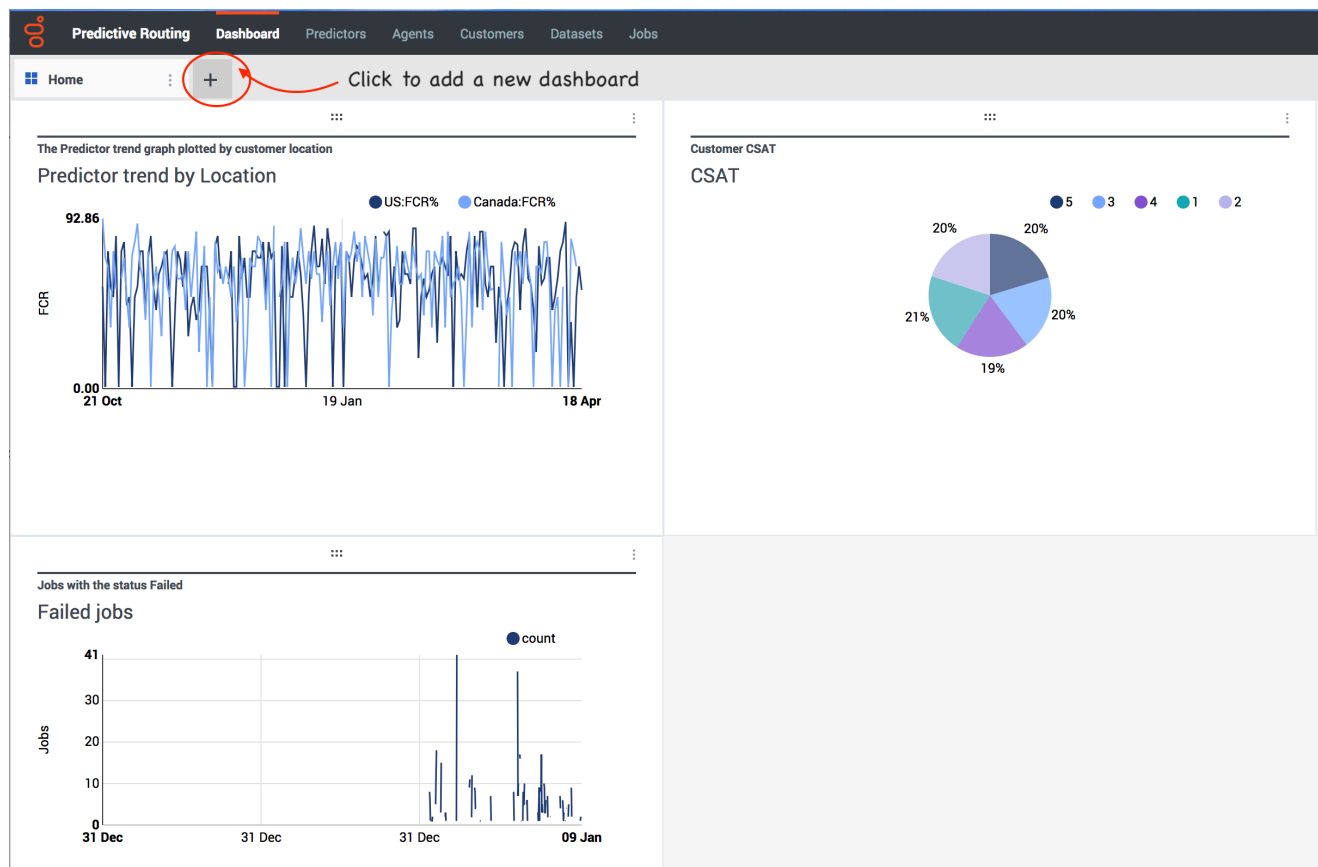 Predictive Routing Dashboard Predictors Agents Customers Datasets Jobs
Home + Click to add a new dashboard
The Predictor trend graph plotted by customer location
Predictor trend by Location
US:FCR% Canada:FCR%
92.86
FCR
0.00
21 Oct 19 Jan 18 Apr
Customer CSAT
CSAT
5 3 4 1 2
20% 20%
21% 20%
19%
Jobs with the status Failed
Failed jobs
count
41
30
20
Jobs
10
0
31 Dec 31 Dec 31 Dec 09 Jan